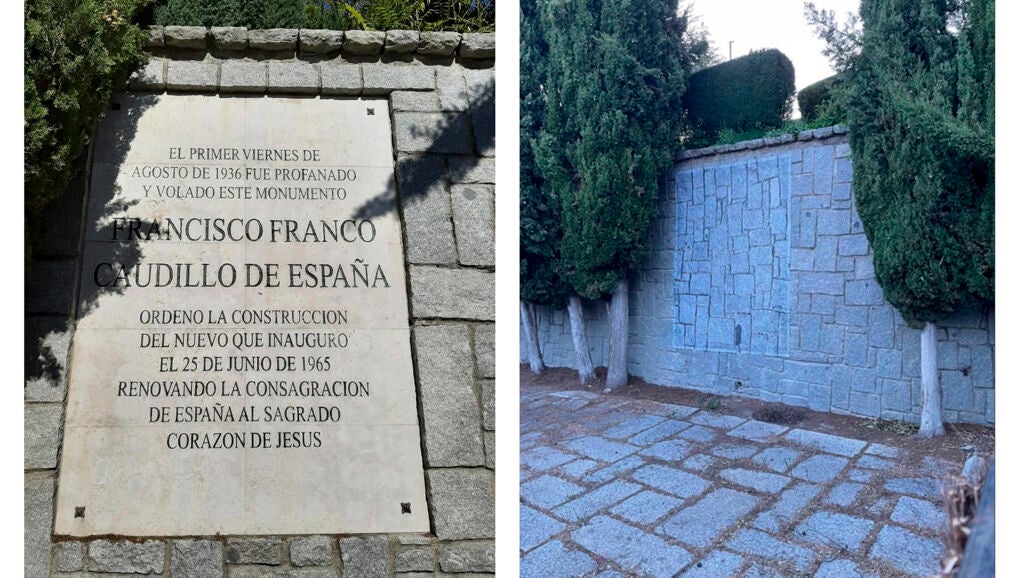 EL PRIMER VIERNES DE
AGOSTO DE 1936 FUE PROFANADO
Y VOLADO ESTE MONUMENTO
FRANCISCO FRANCO
CAUDILLO DE ESPAÑA
ORDENO LA CONSTRUCCION
DEL NUEVO QUE INAUGURO
EL 25 DE JUNIO DE 1965
RENOVANDO LA CONSAGRACION
DE ESPAÑA AL SAGRADO
CORAZON DE JESUS